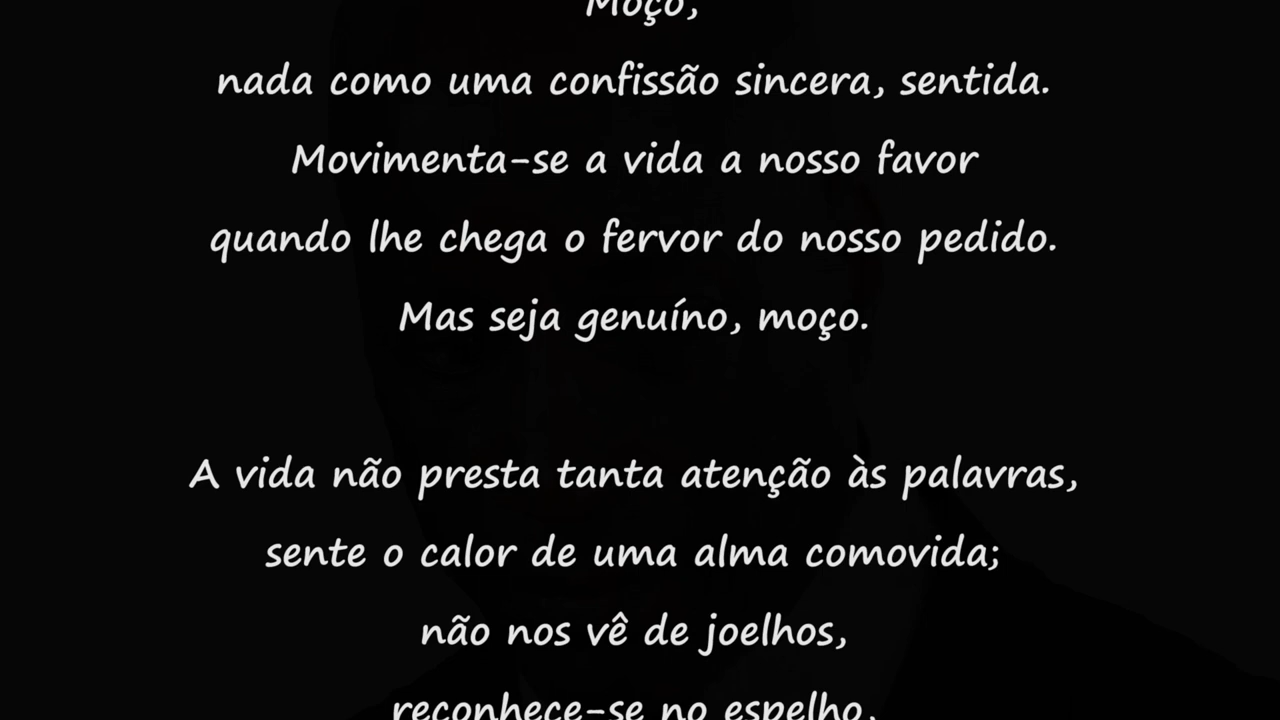 Moço,
nada como uma confissão sincera, sentida.
Movimenta-se a vida a nosso favor
quando lhe chega o fervor do nosso pedido.
Mas seja genuíno, moço.
A vida não presta tanta atenção às palavras,
sente o calor de uma alma comovida;
não nos vê de joelhos,
reconhece-se no espelho,